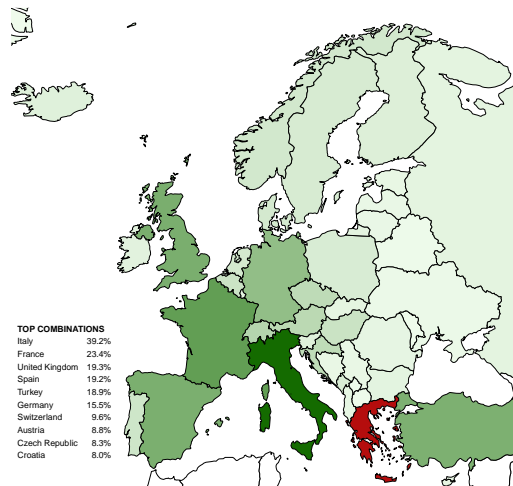 TOP COMBINATIONS
Italy 39.2%
France 23.4%
United Kingdom 19.3%
Spain 19.2%
Turkey 18.9%
Germany 15.5%
Switzerland 9.6%
Austria 8.8%
Czech Republic 8.3%
Croatia 8.0%